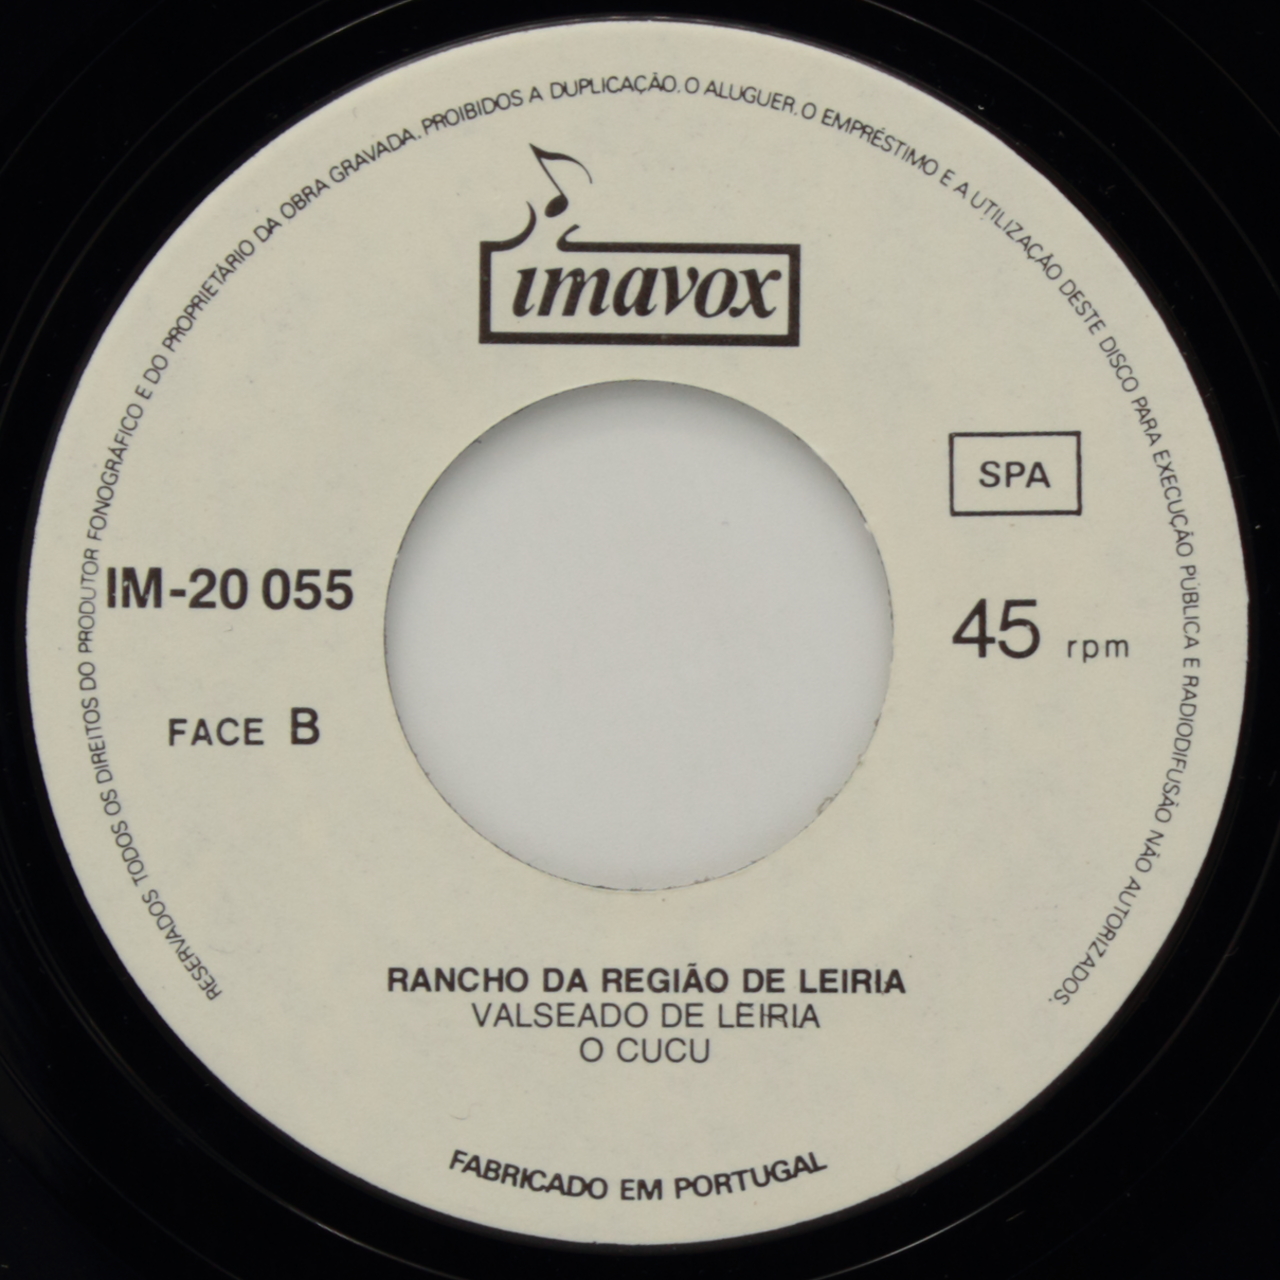 RESERVADOS TODOS OS DIREITOS DO PRODUTOR FONOGRÁFICO E DO PROPRIETÁRIO DA OBRA GRAVADA. PROIBIDOS A DUPLICAÇÃO. O ALUGUER. O EMPRÉSTIMO E A UTILIZAÇÃO DESTE DISCO PARA EXECUÇÃO PÚBLICA E RADIODIFUSÃO NÃO AUTORIZADOS.
imavox
SPA
IM-20 055
45 rpm
FACE B
RANCHO DA REGIÃO DE LEIRIA
VALSEADO DE LEIRIA
O CUCU
FABRICADO EM PORTUGAL